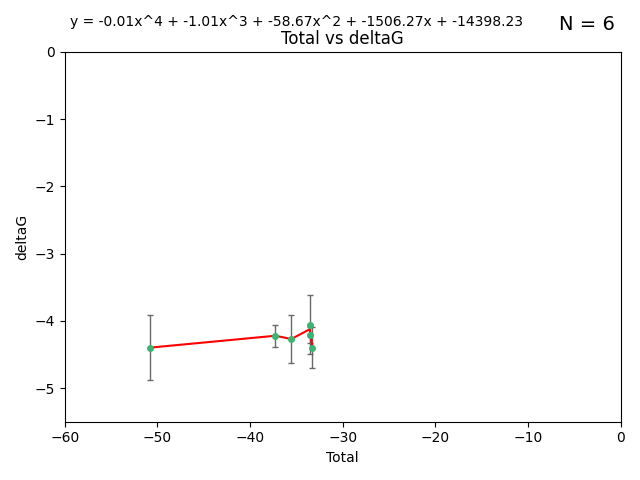 y = -0.01x^4 + -1.01x^3 + -58.67x^2 + -1506.27x + -14398.23
N = 6
Total vs deltaG
0
−1
−2
−3
−4
−5
deltaG
−60
−50
−40
−30
−20
−10
0
Total